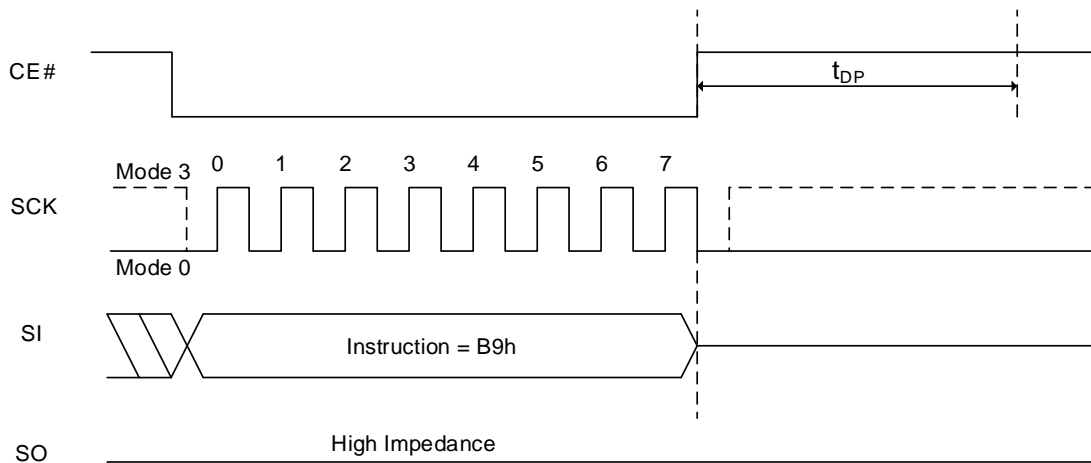 CE#
tDP
Mode 3
0 1 2 3 4 5 6 7
SCK
Mode 0
SI
Instruction = B9h
High Impedance
SO